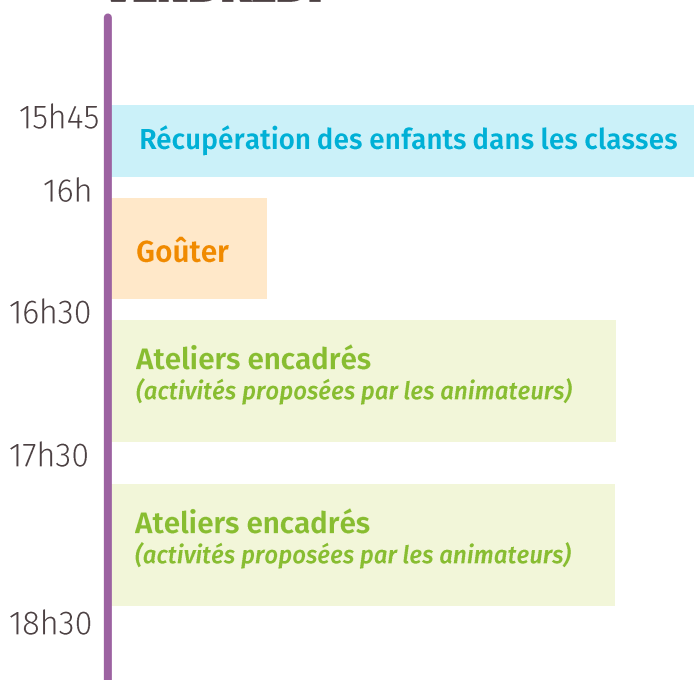 15h45
Récupération des enfants dans les classes
16h
Goûter
16h30
Ateliers encadrés
(activités proposées par les animateurs)
17h30
Ateliers encadrés
(activités proposées par les animateurs)
18h30